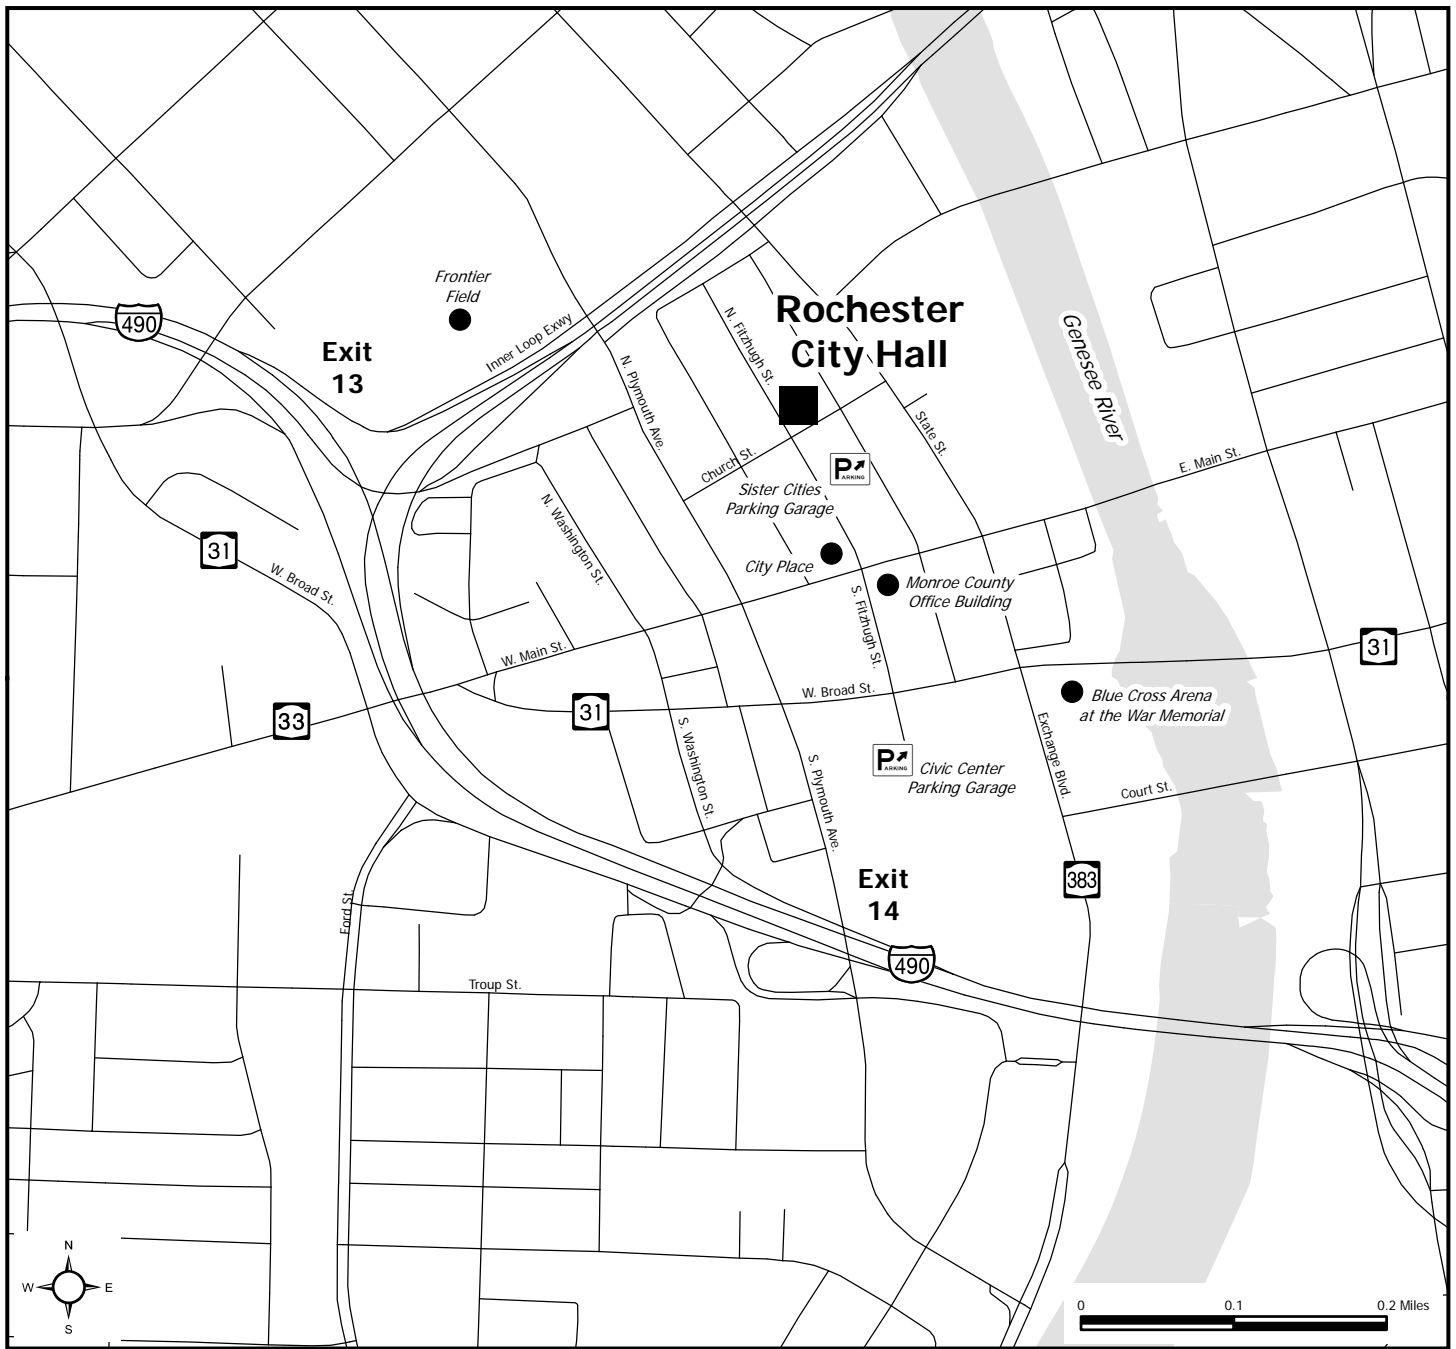 Frontier
Field
490
Exit
13
Inner Loop Exwy
N. Fitzhugh St.
Rochester
City Hall
Genesee River
N. Plymouth Ave.
State St.
Church St.
P
ARKING
Sister Cities
Parking Garage
E. Main St.
N. Washington St.
31
W. Broad St.
City Place
Monroe County
Office Building
S. Fitzhugh St.
W. Main St.
31
W. Broad St.
31
33
Blue Cross Arena
at the War Memorial
S. Washington St.
Exchange Blvd.
P
ARKING
Civic Center
Parking Garage
S. Plymouth Ave.
Court St.
Exit
14
383
Ford St.
490
Troup St.
N
W
E
S
0
0.1
0.2 Miles